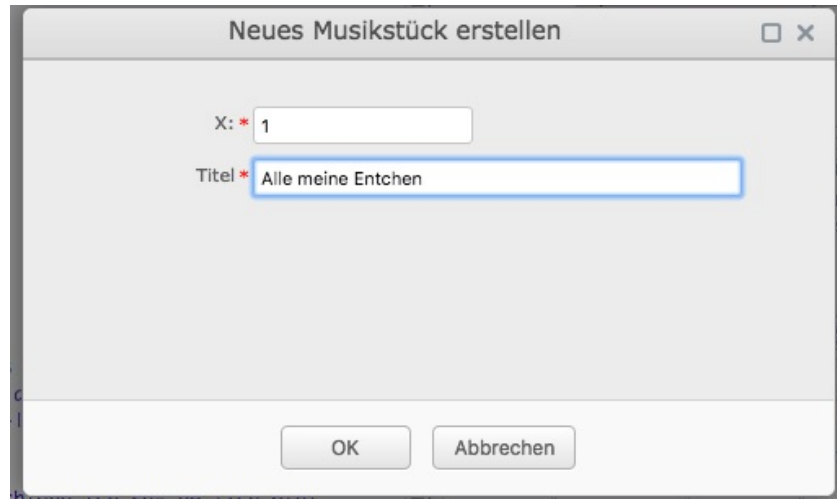 Neues Musikstück erstellen
X: * 1
Titel * Alle meine Entchen
OK Abbrechen